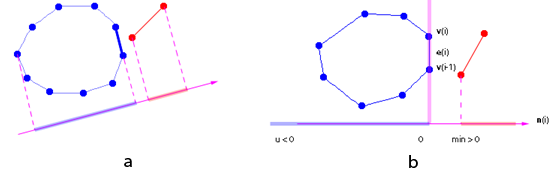 v(i)
e(i)
v(i-1)
n(i)
u < 0
0
min > 0
a
b